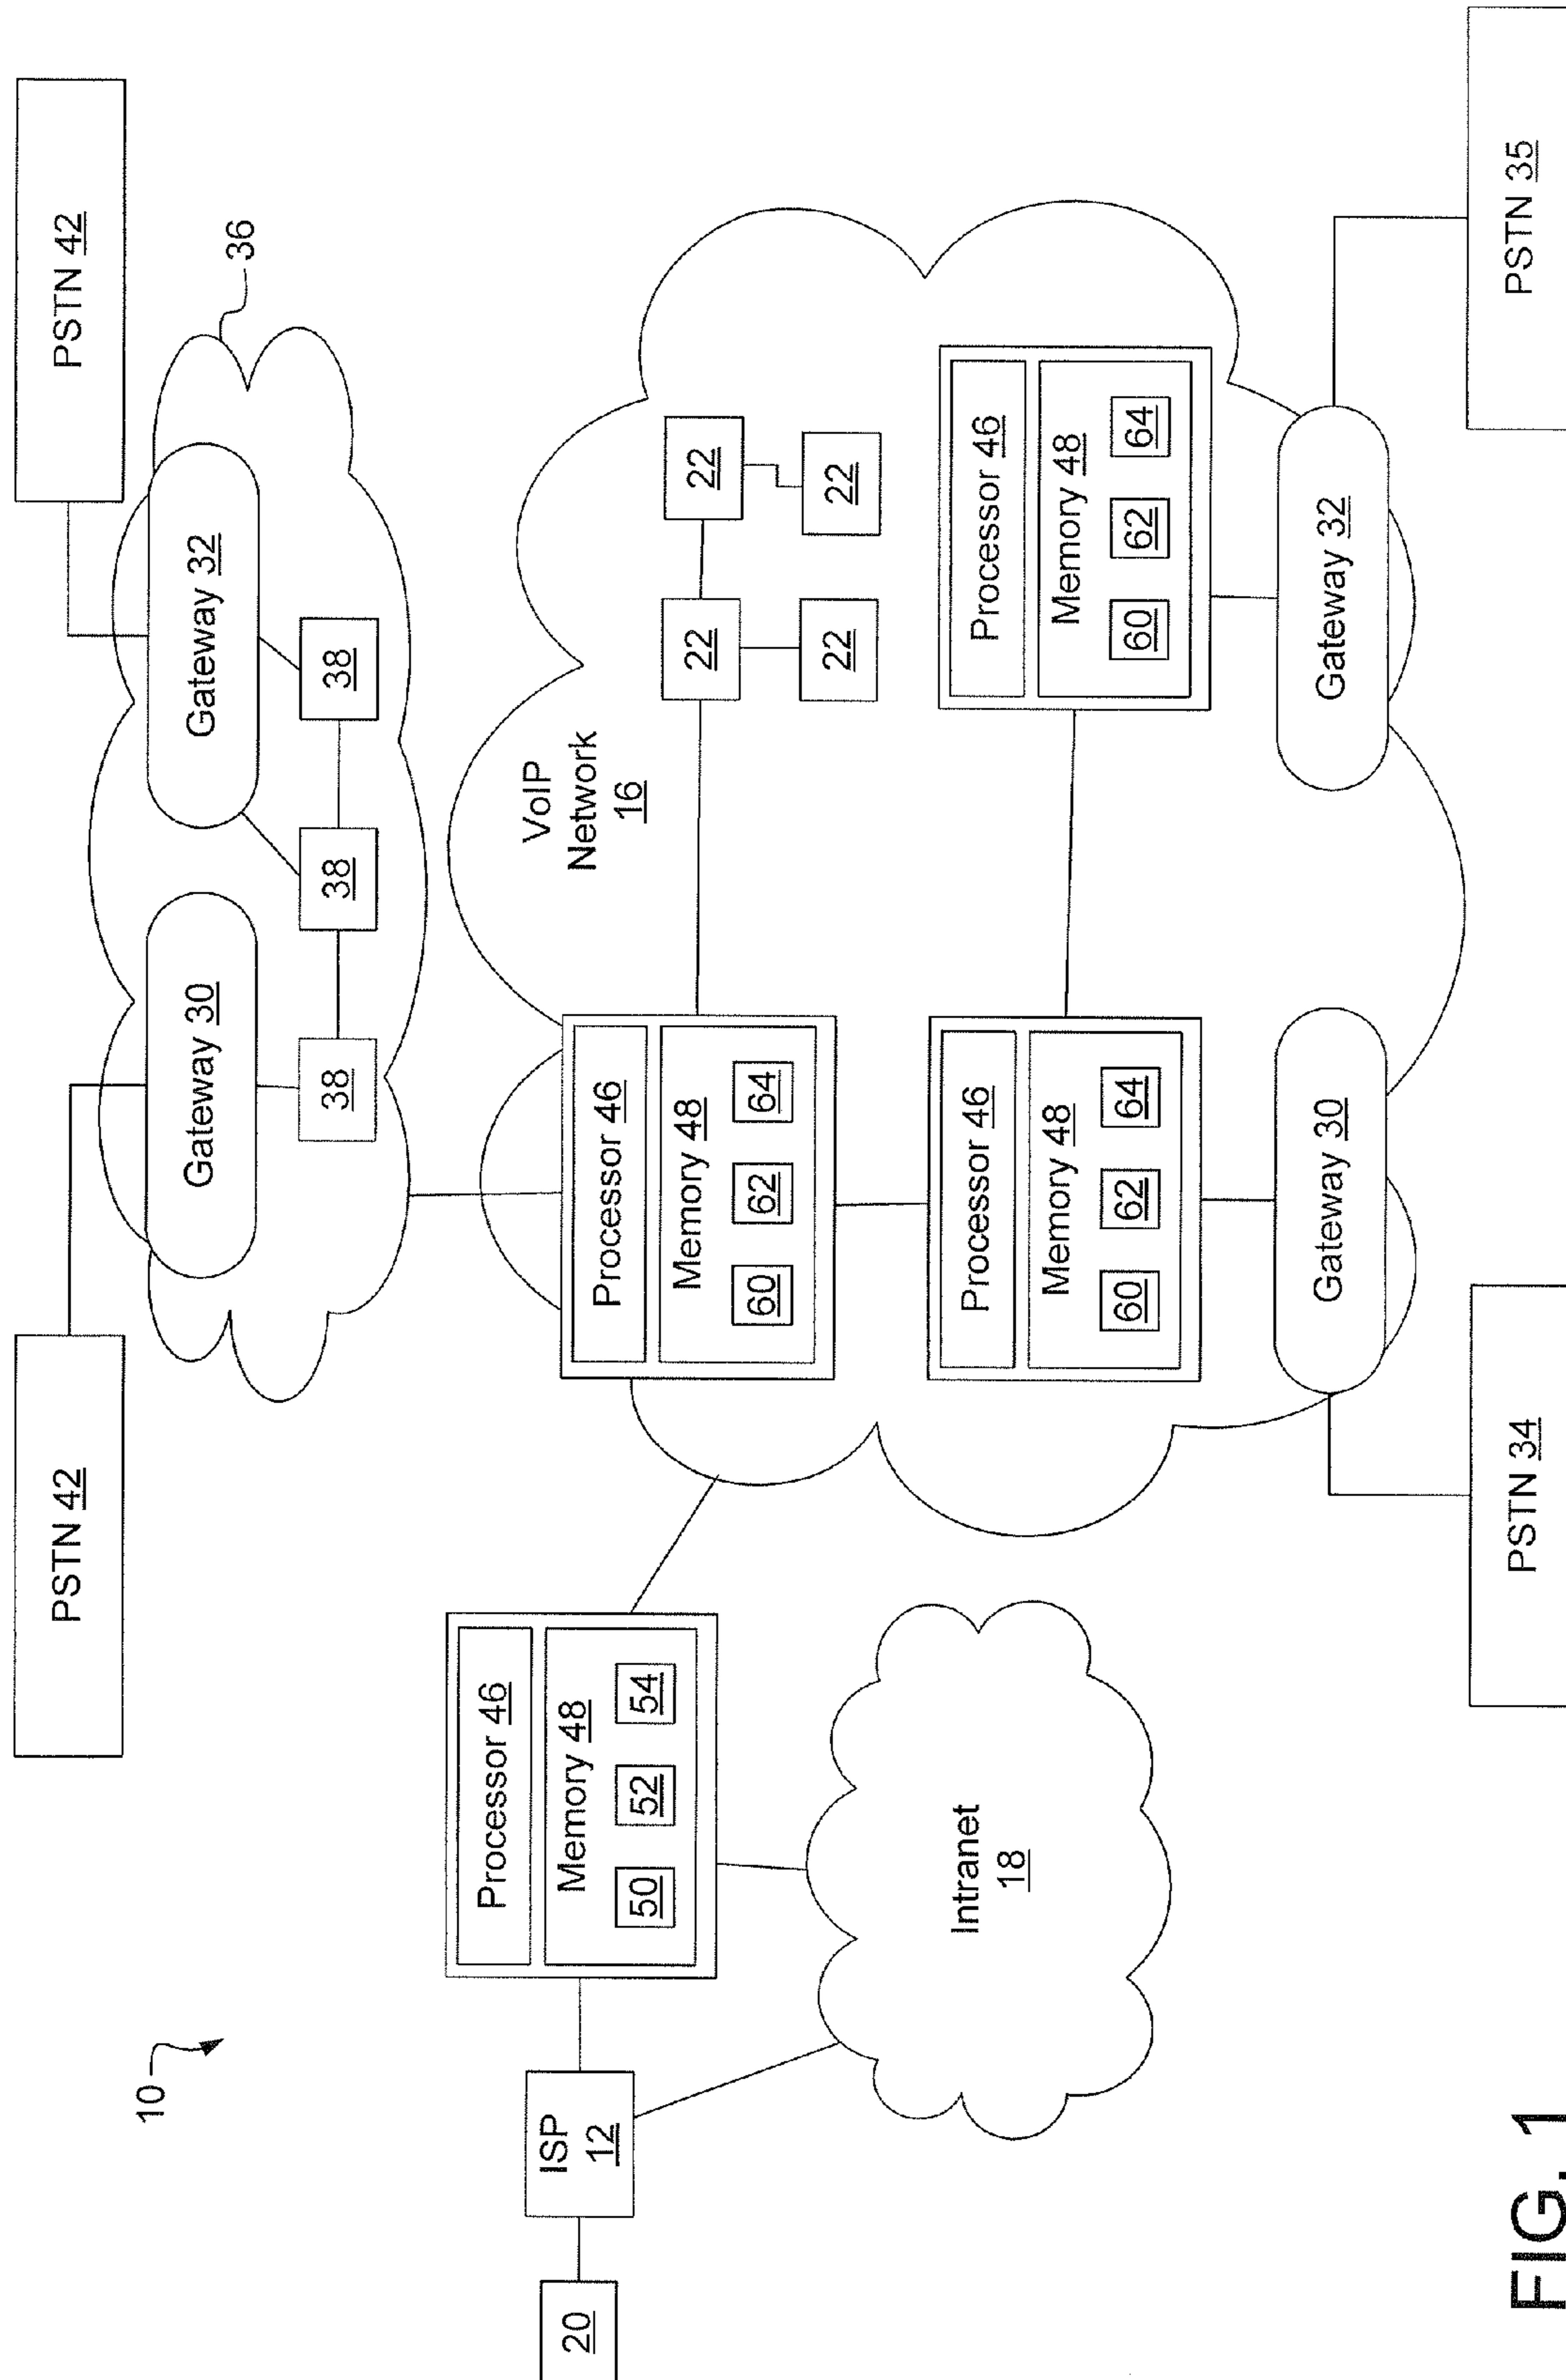 10
PSTN 42
PSTN 42
36
Gateway 30
Gateway 32
38
38
38
VoIP
Network
16
20
ISP
12
Processor 46
Memory 48
50
52
54
Intranet
18
Processor 46
Memory 48
60
62
64
22
22
22
22
Processor 46
Memory 48
60
62
64
Processor 46
Memory 48
60
62
64
Gateway 30
Gateway 32
PSTN 34
PSTN 35
FIG. 1